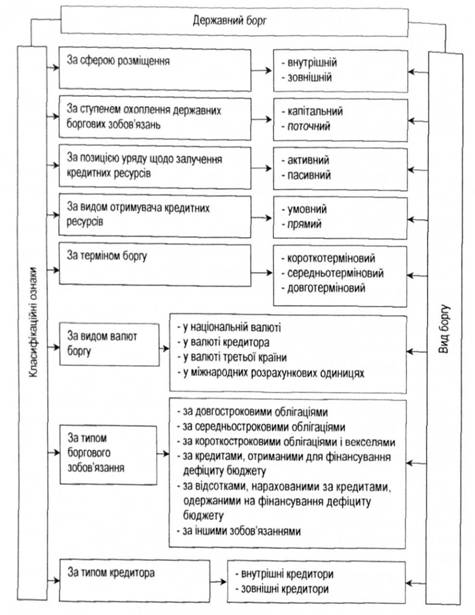 Державний борг
Класифікаційні ознаки
Вид боргу
За сферою розміщення
- внутрішній
- зовнішній
За ступенем охоплення державних
боргових зобов'язань
- капітальний
- поточний
За позицією уряду щодо залучення
кредитних ресурсів
- активний
- пасивний
За видом отримувача кредитних
ресурсів
- умовний
- прямий
За терміном боргу
- короткотерміновий
- середньотерміновий
- довготерміновий
За видом валют
боргу
- у національній валюті
- у валюті кредитора
- у валюті третьої країни
- у міжнародних розрахункових одиницях
За типом
боргового
зобов'язання
- за довгостроковими облігаціями
- за середньостроковими облігаціями
- за короткостроковими облігаціями і векселями
- за кредитами, отриманими для фінансування
дефіциту бюджету
- за відсотками, нарахованими за кредитами,
одержаними на фінансування дефіциту
бюджету
- за іншими зобов'язаннями
За типом кредитора
- внутрішні кредитори
- зовнішні кредитори